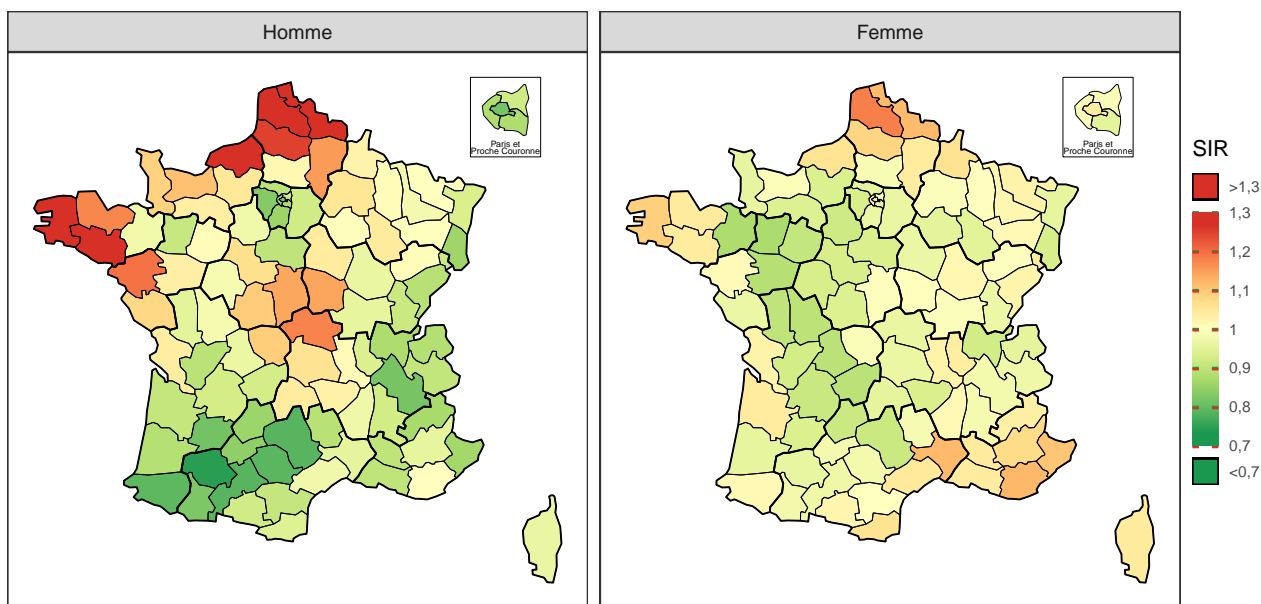 Homme
Femme
Paris et
Proche Couronne
Paris et
Proche Couronne
SIR
>1,3
1,3
1,2
1,1
1
0,9
0,8
0,7
<0,7